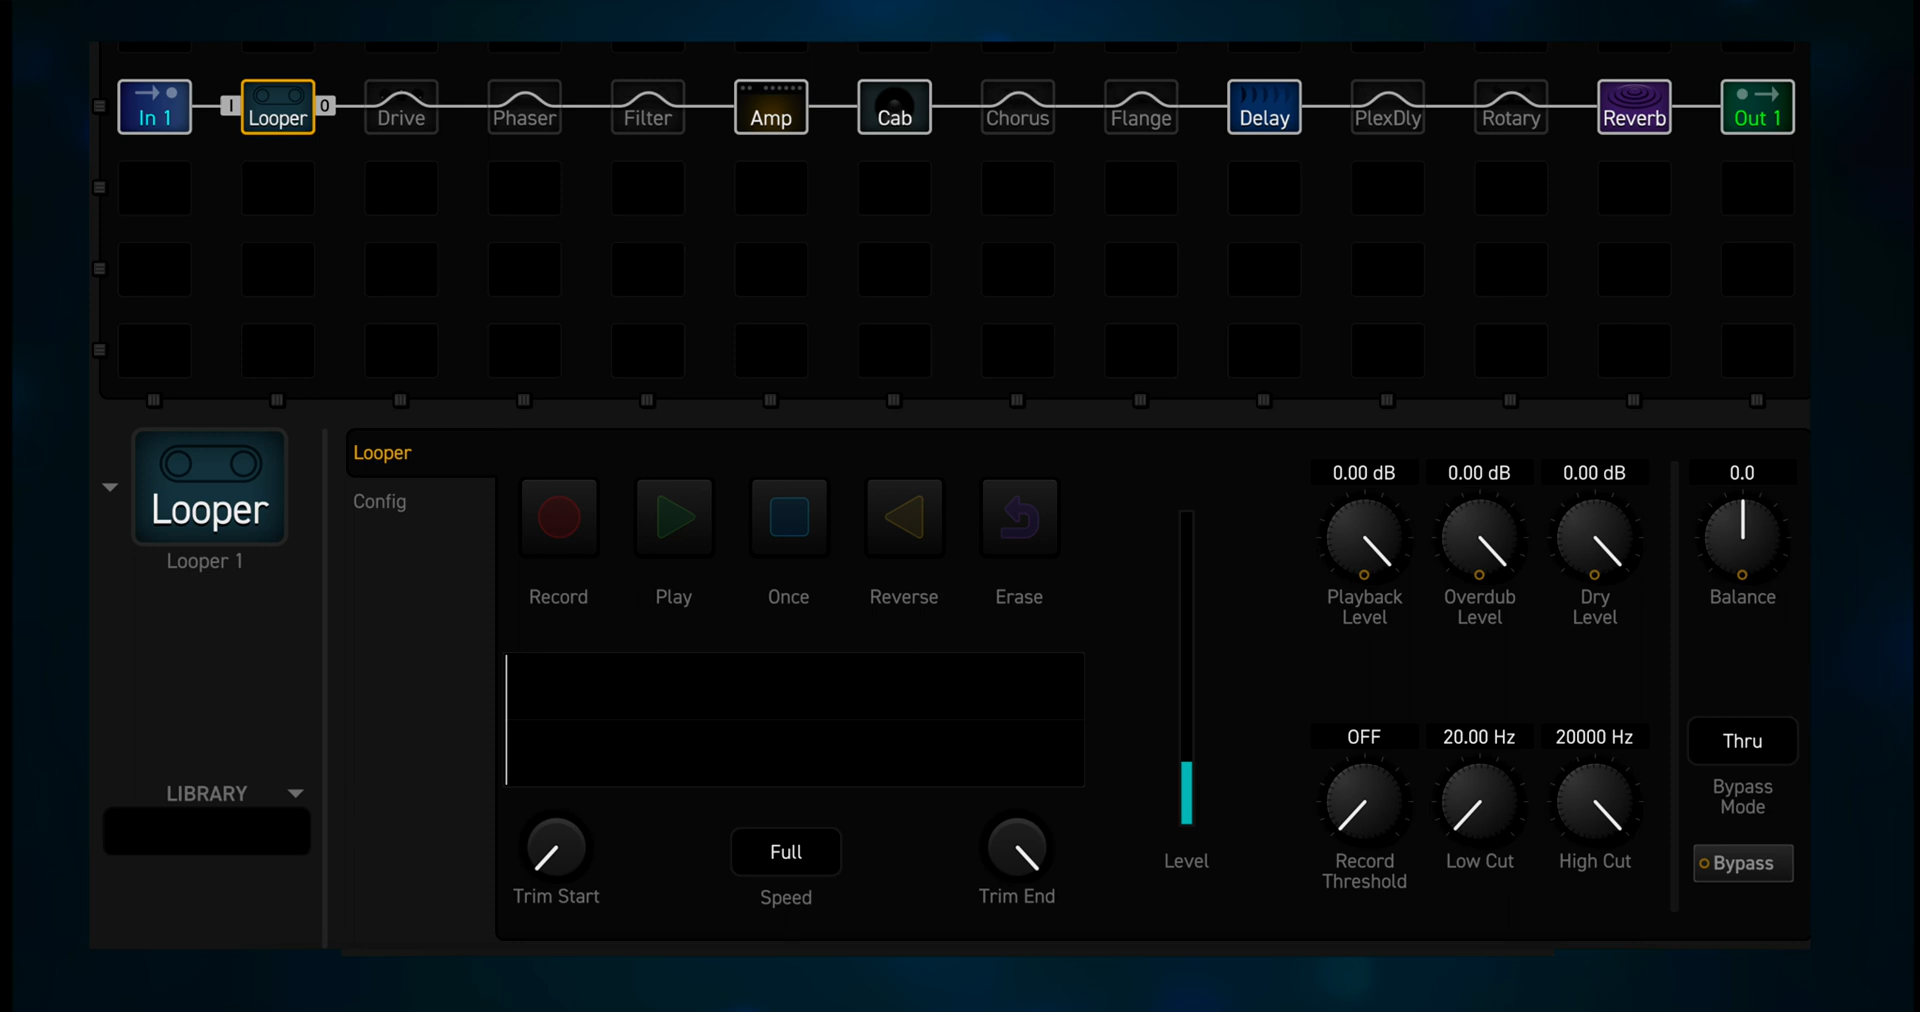 In 1
I
Looper
O
Drive
Phaser
Filter
Amp
Cab
Chorus
Flange
Delay
PlexDly
Rotary
Reverb
Out 1
Looper
Looper 1
LIBRARY
Looper
Config
Record
Play
Once
Reverse
Erase
Trim Start
Full
Speed
Trim End
Level
0.00 dB
0.00 dB
0.00 dB
0.0
Playback
Level
Overdub
Level
Dry
Level
Balance
OFF
20.00 Hz
20000 Hz
Record
Threshold
Low Cut
High Cut
Thru
Bypass
Mode
Bypass